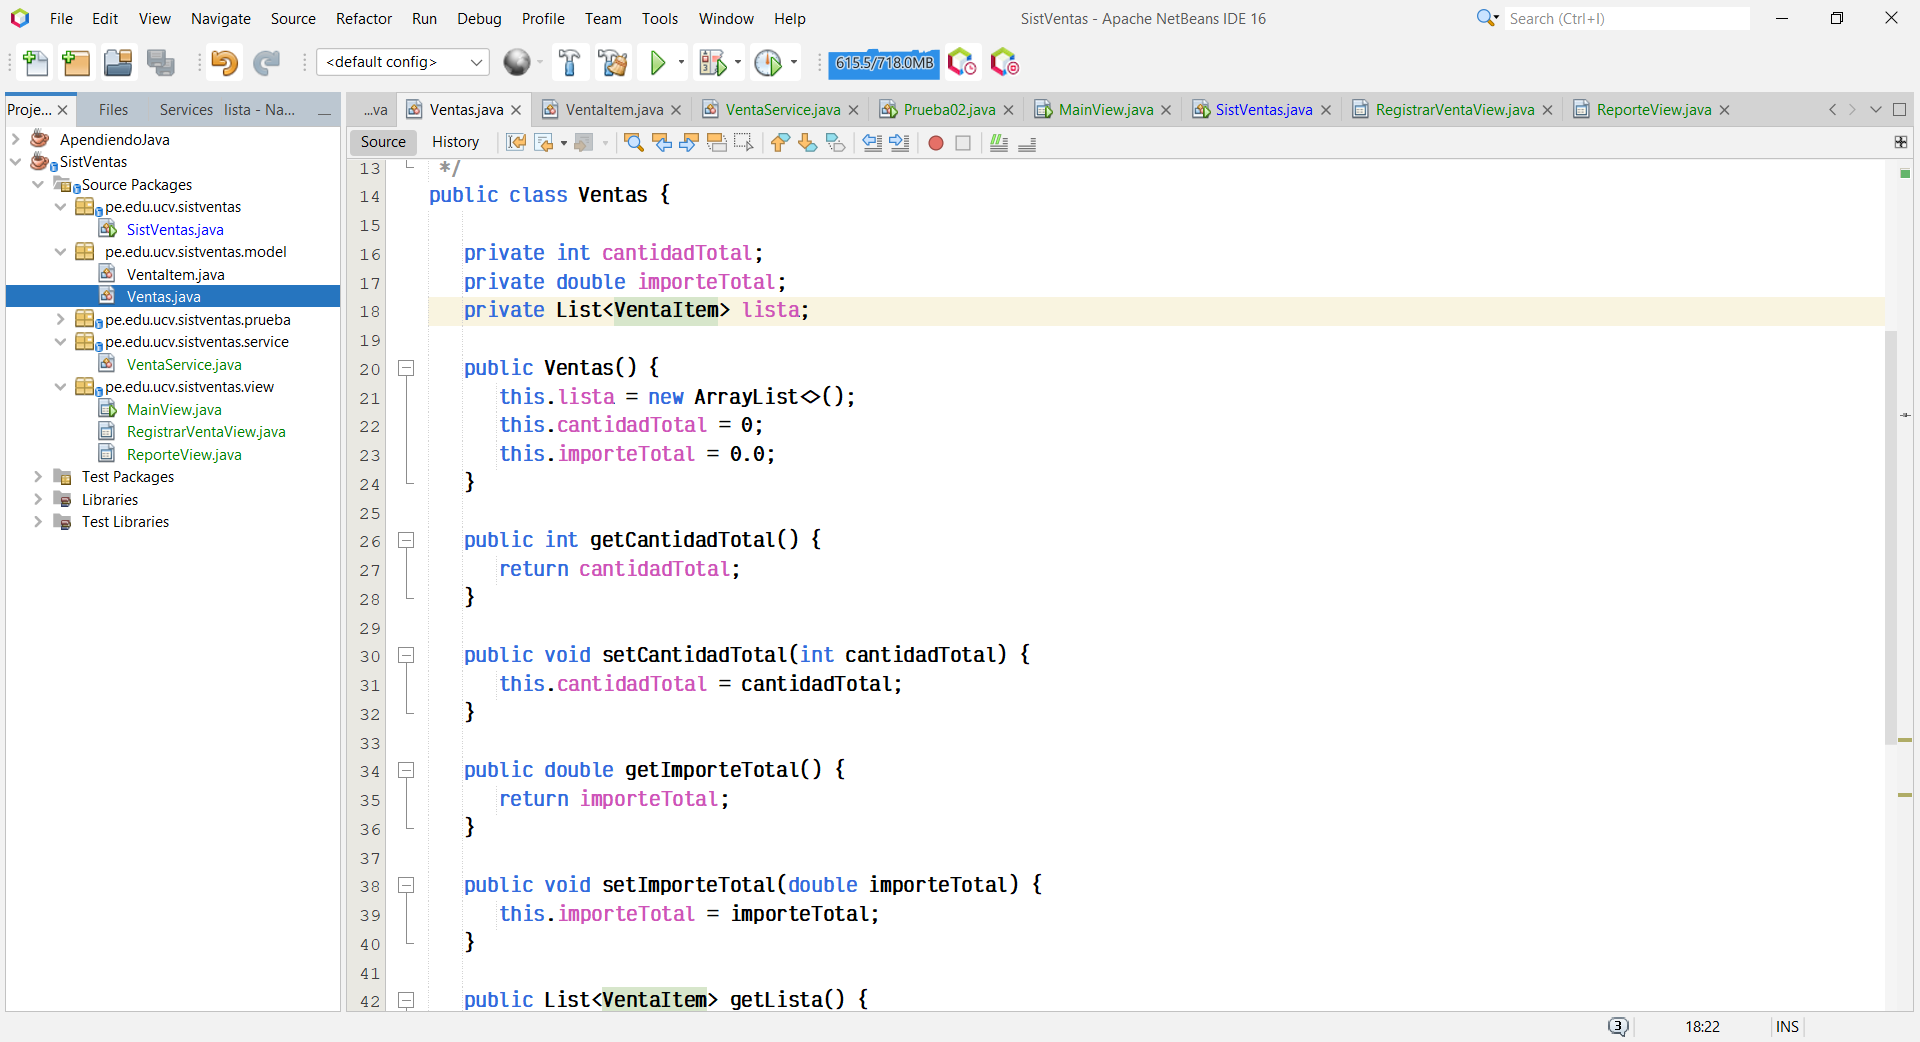 File Edit View Navigate Source Refactor Run Debug Profile Team Tools Window Help SistVentas - Apache NetBeans IDE 16 Search (Ctrl+I)
<default config> 615.5/718.0MB
Proje... Files Services lista - Na...
ApendiendoJava
SistVentas
Source Packages
pe.edu.ucv.sistventas
SistVentas.java
pe.edu.ucv.sistventas.model
VentaItem.java
Ventas.java
pe.edu.ucv.sistventas.prueba
pe.edu.ucv.sistventas.service
VentaService.java
pe.edu.ucv.sistventas.view
MainView.java
RegistrarVentaView.java
ReporteView.java
Test Packages
Libraries
Test Libraries
...va Ventas.java VentaItem.java VentaService.java Prueba02.java MainView.java SistVentas.java RegistrarVentaView.java ReporteView.java
Source History
13 */
14 public class Ventas {
15
16 private int cantidadTotal;
17 private double importeTotal;
18 private List<VentaItem> lista;
19
20 public Ventas() {
21 this.lista = new ArrayList<>();
22 this.cantidadTotal = 0;
23 this.importeTotal = 0.0;
24 }
25
26 public int getCantidadTotal() {
27 return cantidadTotal;
28 }
29
30 public void setCantidadTotal(int cantidadTotal) {
31 this.cantidadTotal = cantidadTotal;
32 }
33
34 public double getImporteTotal() {
35 return importeTotal;
36 }
37
38 public void setImporteTotal(double importeTotal) {
39 this.importeTotal = importeTotal;
40 }
41
42 public List<VentaItem> getLista() {
3 18:22 INS